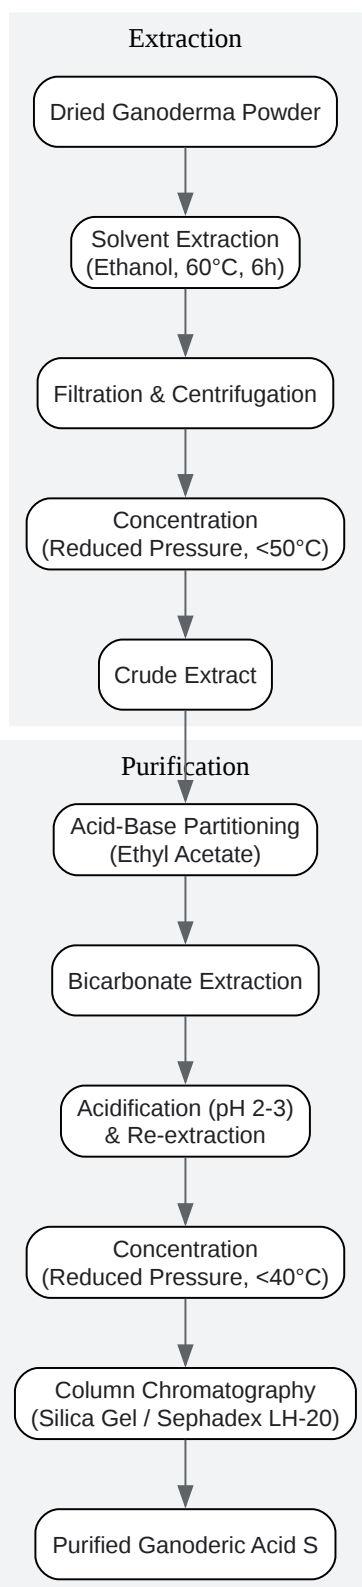 Extraction
Dried Ganoderma Powder
Solvent Extraction
(Ethanol, 60°C, 6h)
Filtration & Centrifugation
Concentration
(Reduced Pressure, <50°C)
Crude Extract
Purification
Acid-Base Partitioning
(Ethyl Acetate)
Bicarbonate Extraction
Acidification (pH 2-3)
& Re-extraction
Concentration
(Reduced Pressure, <40°C)
Column Chromatography
(Silica Gel / Sephadex LH-20)
Purified Ganoderic Acid S